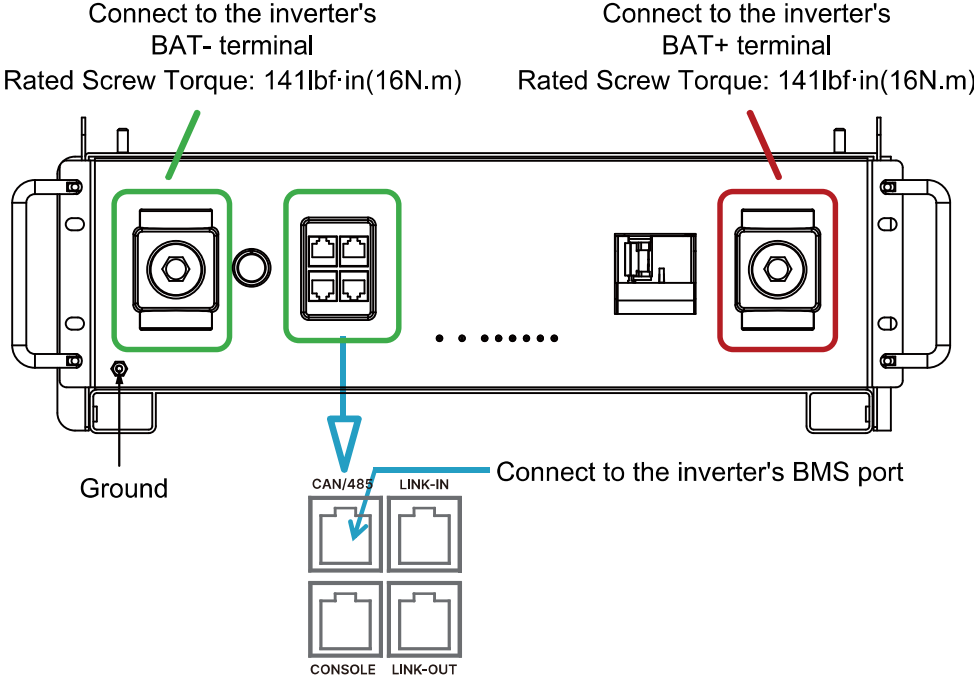 Connect to the inverter's
BAT- terminal
Rated Screw Torque: 141lbf·in(16N.m)
Connect to the inverter's
BAT+ terminal
Rated Screw Torque: 141lbf·in(16N.m)
Ground
Connect to the inverter's BMS port
CAN/485
LINK-IN
CONSOLE
LINK-OUT